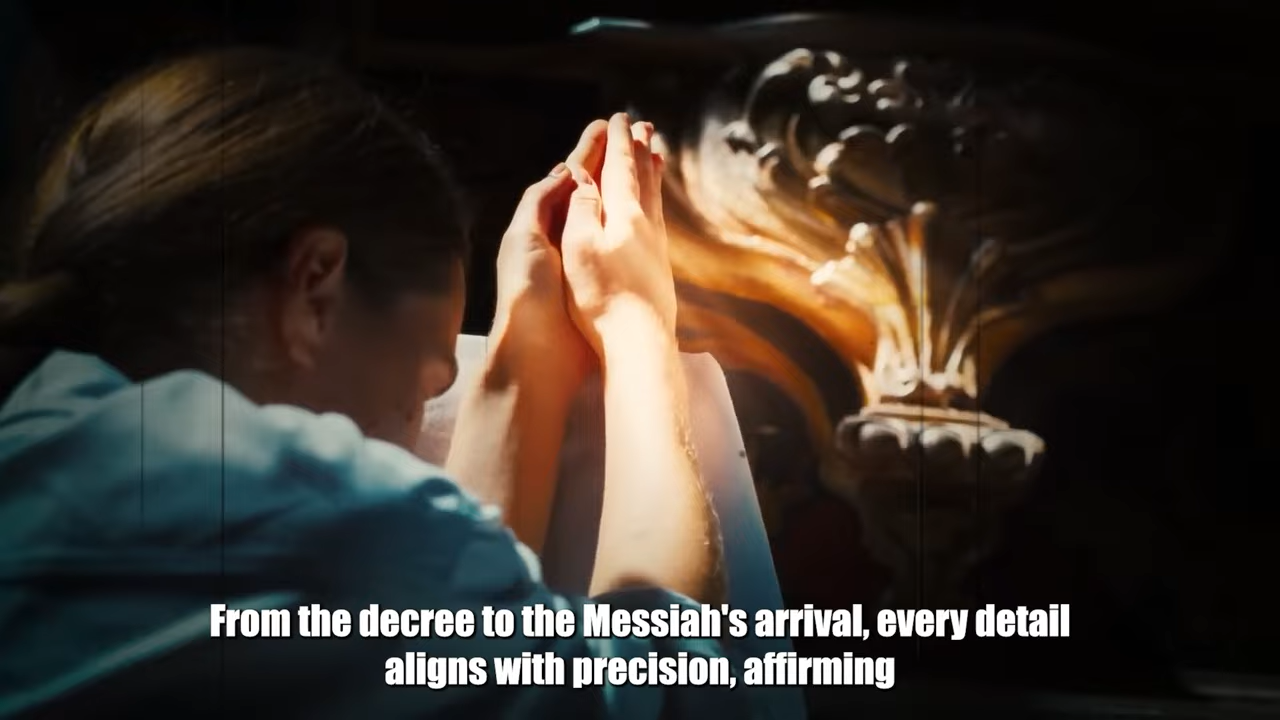 From the decree to the Messiah's arrival, every detail
aligns with precision, affirming